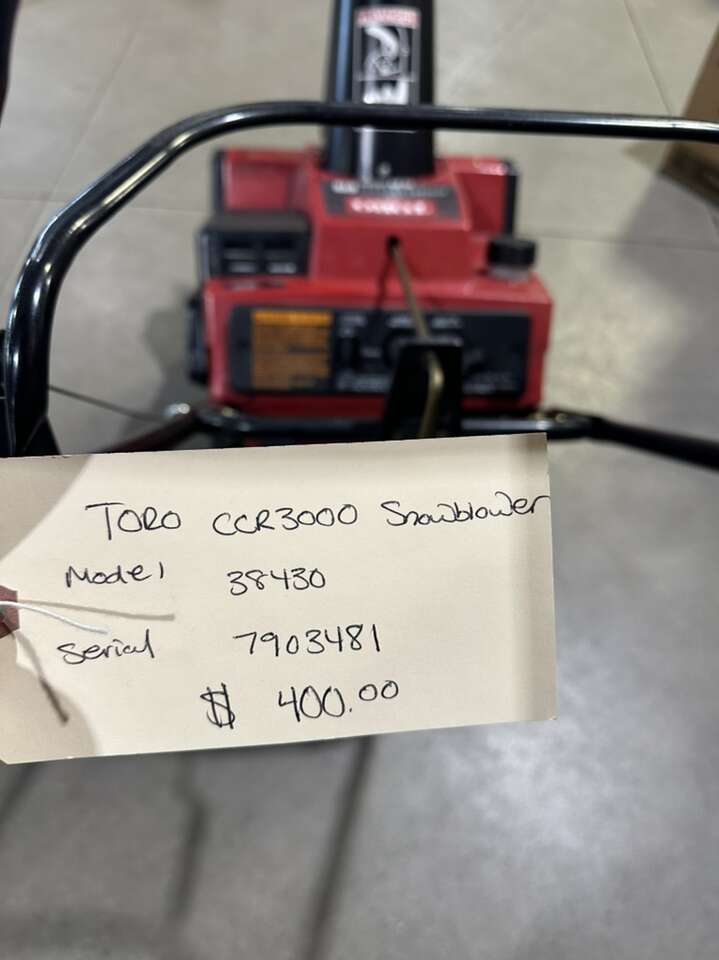 TORO CCR3000 Snowblower
Model 38430
Serial 7903481
$ 400.00